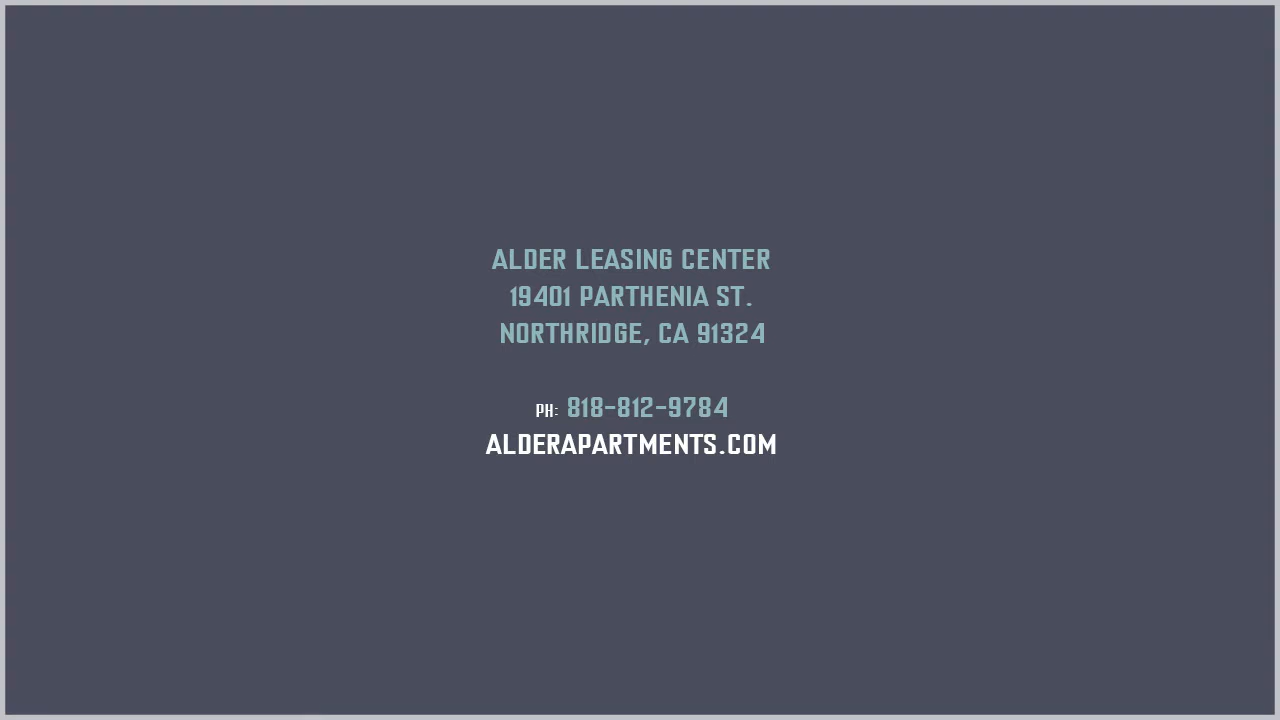 ALDER LEASING CENTER
19401 PARTHENIA ST.
NORTHRIDGE, CA 91324
PH: 818-812-9784
ALDERAPARTMENTS.COM